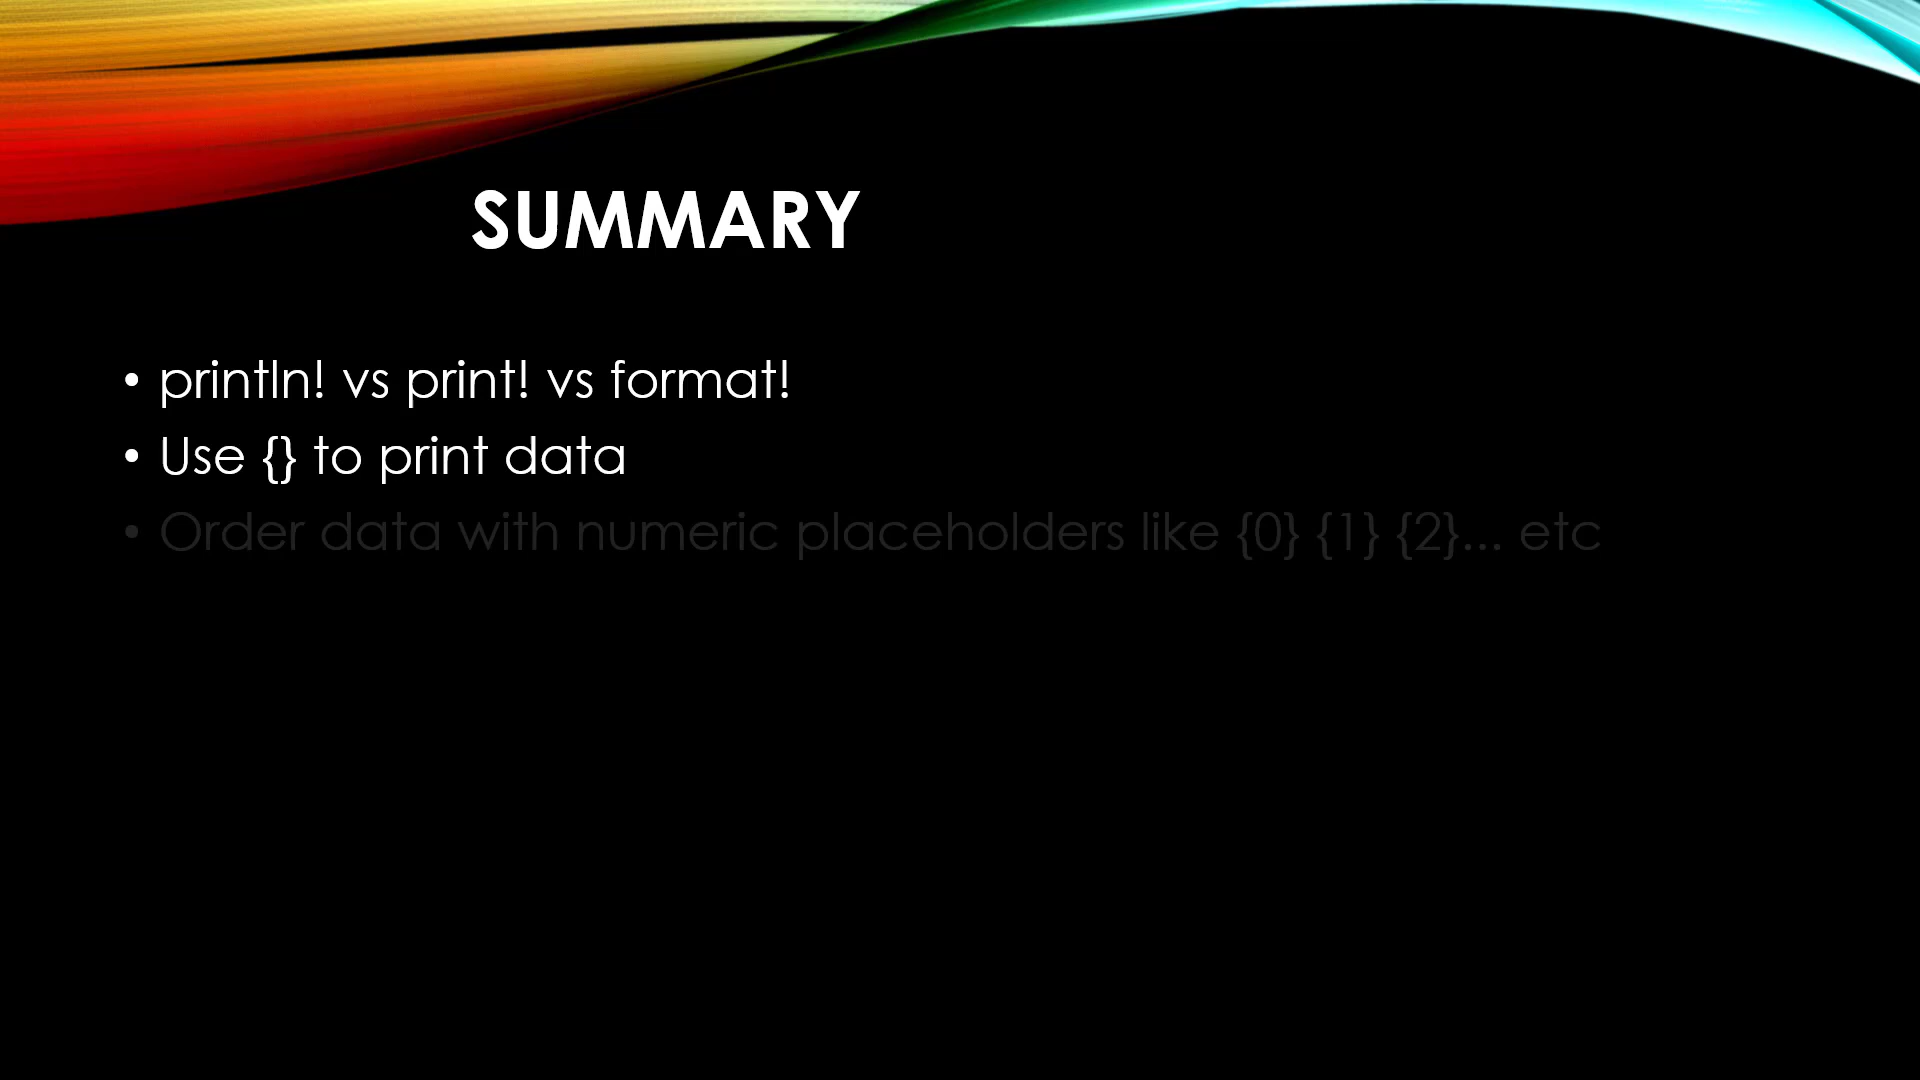 SUMMARY
• println! vs print! vs format!
• Use {} to print data
• Order data with numeric placeholders like {0} {1} {2}... etc